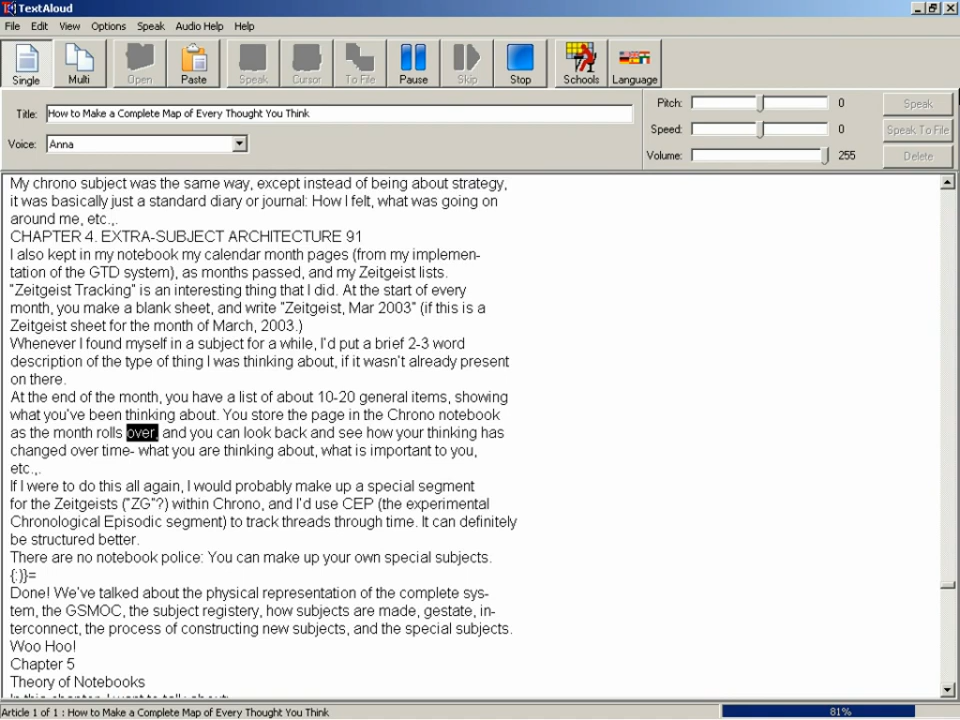 TextAloud
File Edit View Options Speak Audio Help Help
Single Multi Open Paste Speak Cursor To File Pause Skip Stop Schools Language
Title: How to Make a Complete Map of Every Thought You Think
Voice: Anna
Pitch: 0 Speak
Speed: 0 Speak To File
Volume: 255 Delete
My chrono subject was the same way, except instead of being about strategy,
it was basically just a standard diary or journal: How I felt, what was going on
around me, etc.,.
CHAPTER 4. EXTRA-SUBJECT ARCHITECTURE 91
I also kept in my notebook my calendar month pages (from my implemen-
tation of the GTD system), as months passed, and my Zeitgeist lists.
"Zeitgeist Tracking" is an interesting thing that I did. At the start of every
month, you make a blank sheet, and write "Zeitgeist, Mar 2003" (if this is a
Zeitgeist sheet for the month of March, 2003.)
Whenever I found myself in a subject for a while, I'd put a brief 2-3 word
description of the type of thing I was thinking about, if it wasn't already present
on there.
At the end of the month, you have a list of about 10-20 general items, showing
what you've been thinking about. You store the page in the Chrono notebook
as the month rolls over, and you can look back and see how your thinking has
changed over time- what you are thinking about, what is important to you,
etc.,.
If I were to do this all again, I would probably make up a special segment
for the Zeitgeists ("ZG"?) within Chrono, and I'd use CEP (the experimental
Chronological Episodic segment) to track threads through time. It can definitely
be structured better.
There are no notebook police: You can make up your own special subjects.
{:)}=
Done! We've talked about the physical representation of the complete sys-
tem, the GSMOC, the subject registery, how subjects are made, gestate, in-
terconnect, the process of constructing new subjects, and the special subjects.
Woo Hoo!
Chapter 5
Theory of Notebooks
In this chapter, I want to talk about:
Article 1 of 1 : How to Make a Complete Map of Every Thought You Think 81%